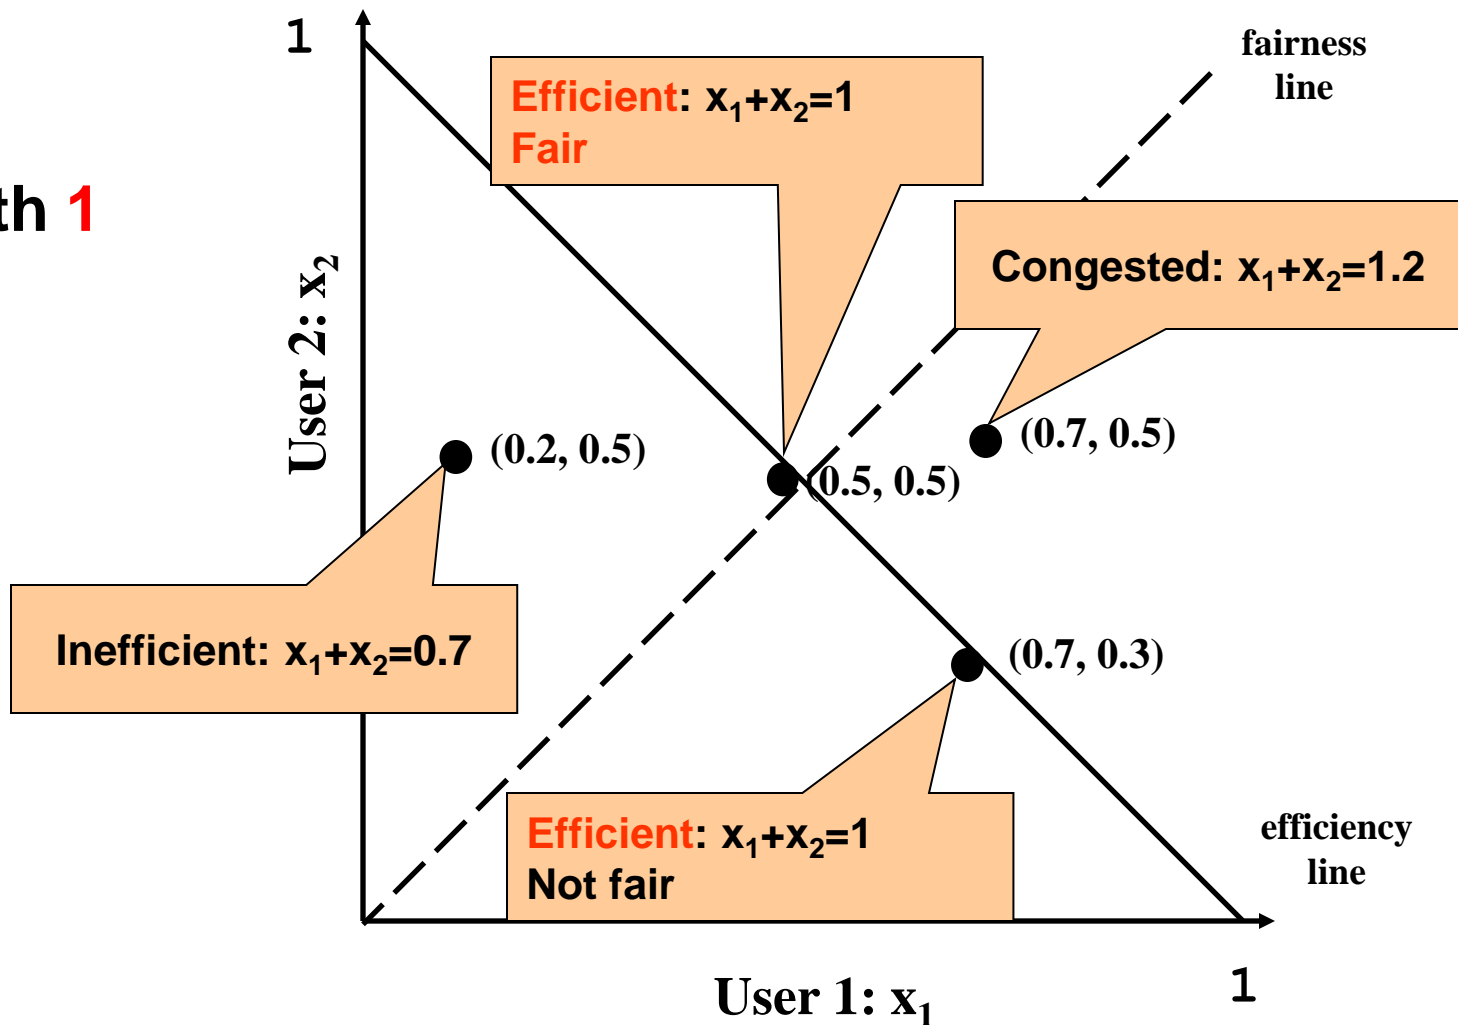 1
fairness
line
Efficient: x₁+x₂=1
Fair
th 1
Congested: x₁+x₂=1.2
User 2: x₂
(0.2, 0.5)
(0.7, 0.5)
(0.5, 0.5)
Inefficient: x₁+x₂=0.7
(0.7, 0.3)
Efficient: x₁+x₂=1
Not fair
efficiency
line
User 1: x₁
1